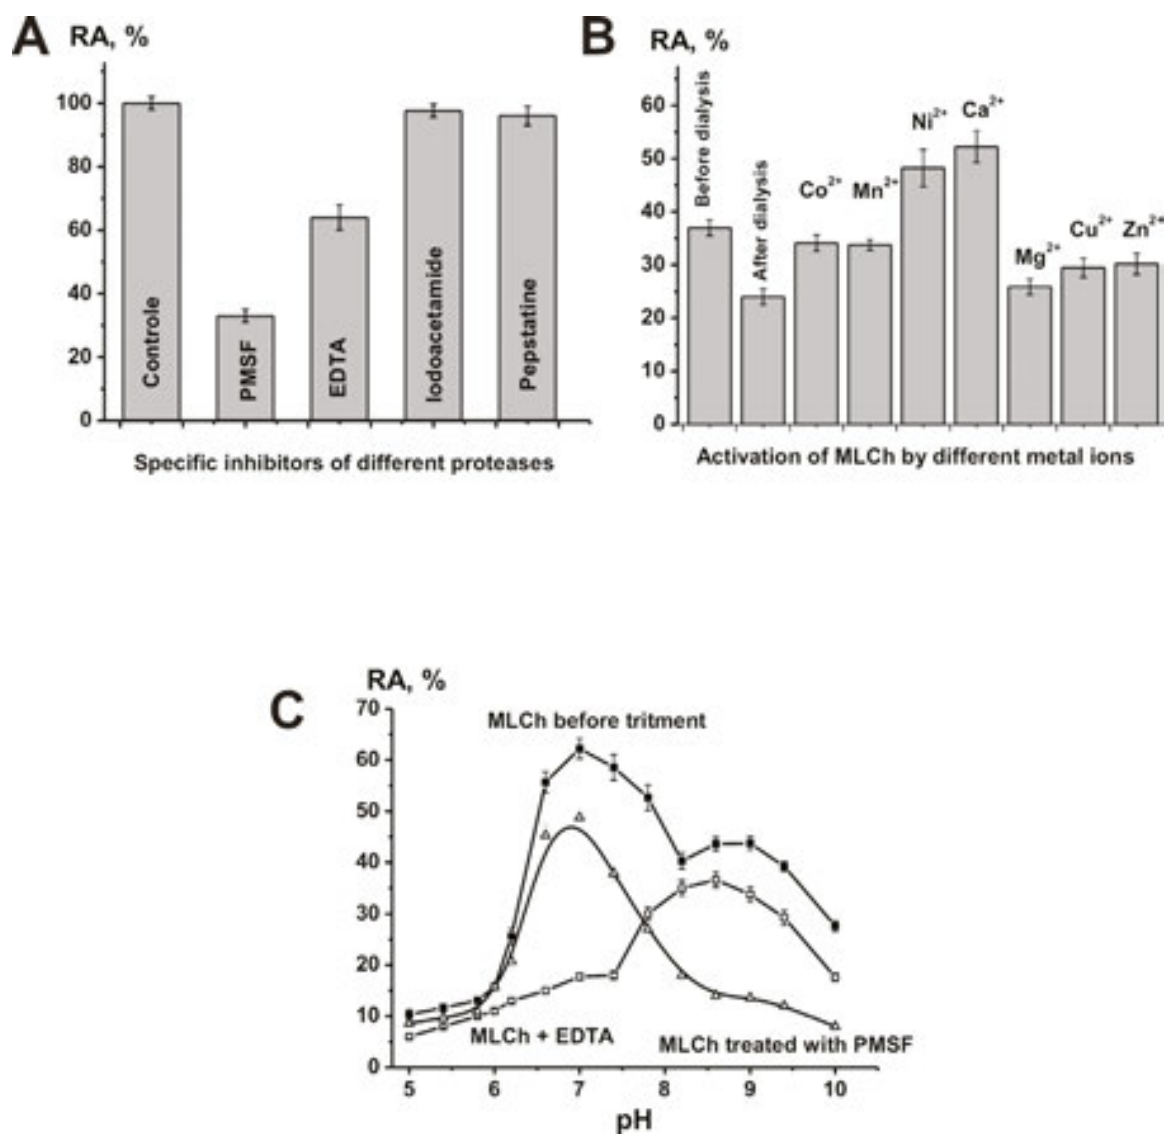 A
RA, %
100
80
60
40
20
0
Controle
PMSF
EDTA
Iodoacetamide
Pepstatine
Specific inhibitors of different proteases
B
RA, %
60
50
40
30
20
10
0
Before dialysis
After dialysis
Co2+
Mn2+
Ni2+
Ca2+
Mg2+
Cu2+
Zn2+
Activation of MLCh by different metal ions
C
RA, %
70
60
50
40
30
20
10
0
MLCh before tritment
MLCh + EDTA
MLCh treated with PMSF
5 6 7 8 9 10
pH